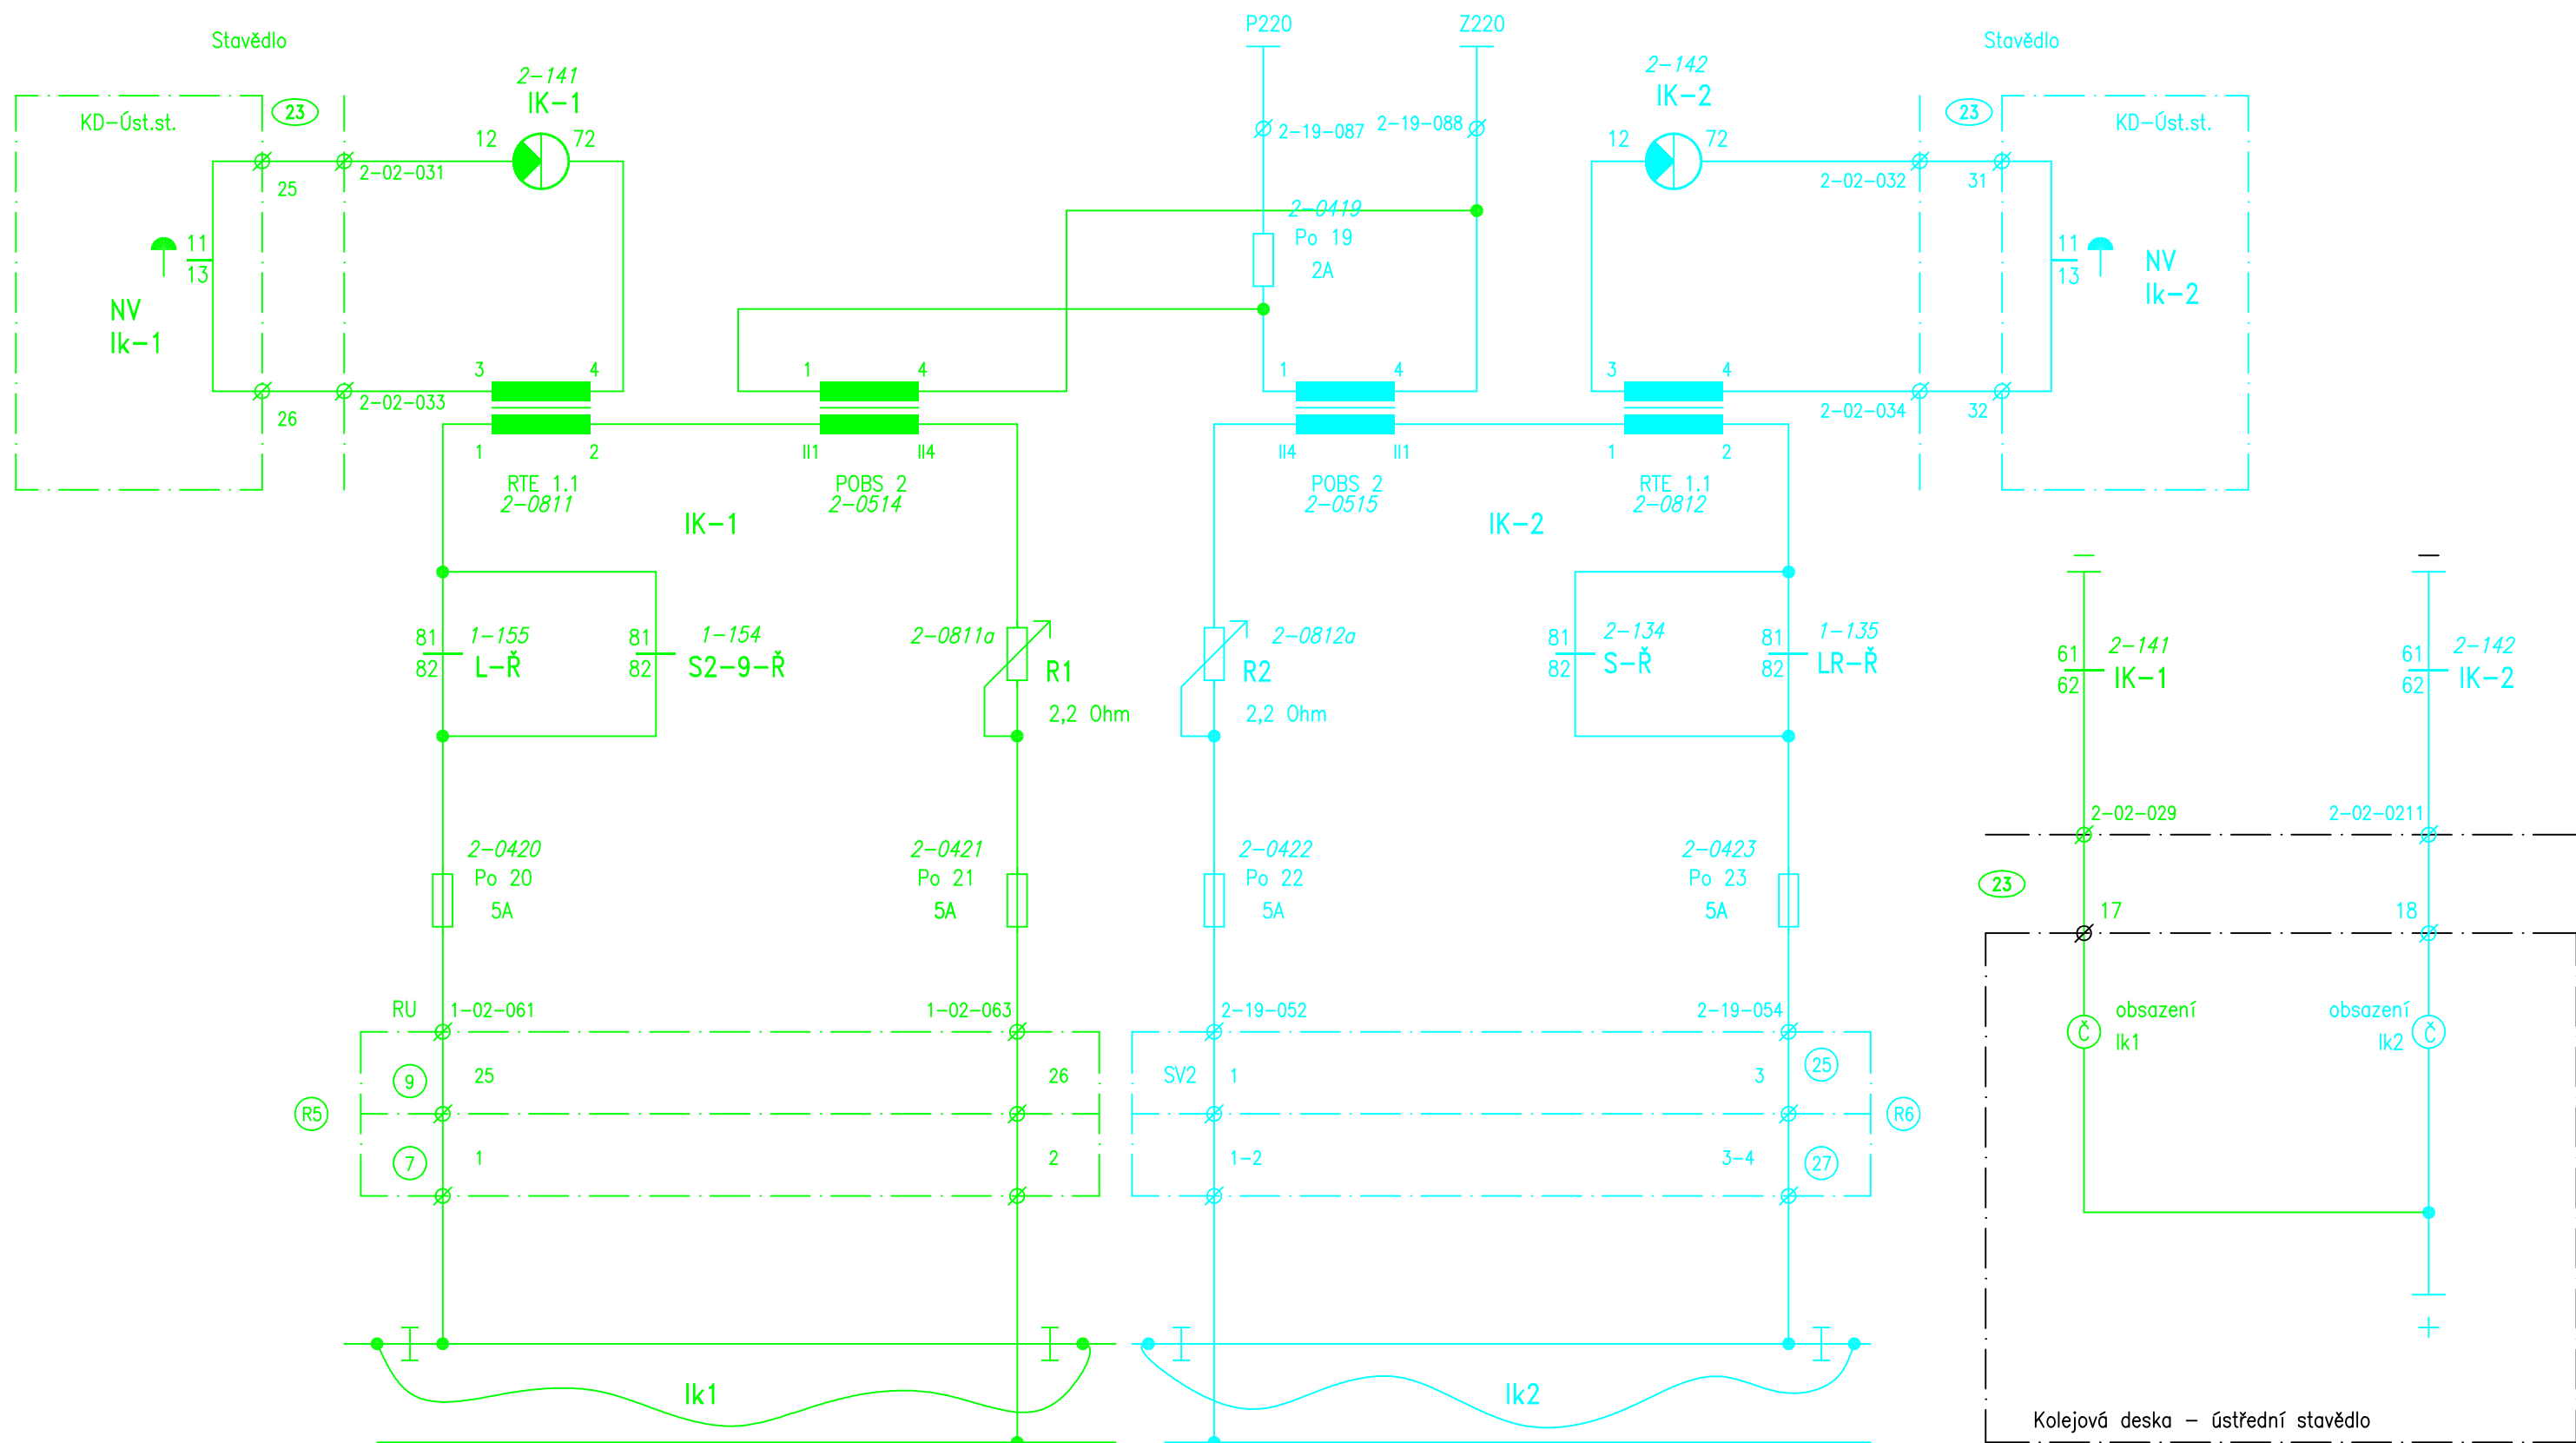 P220
Z220
Stavědlo
Stavědlo
2-141
IK-1
2-142
IK-2
KD-Úst.st.
23
12
72
2-19-087
2-19-088
12
72
23
KD-Úst.st.
25
2-02-031
2-02-032
31
2-0419
Po 19
2A
11
13
NV
Ik-1
11
13
NV
Ik-2
3
4
1
4
1
4
3
4
26
2-02-033
2-02-034
32
1
2
II1
II4
II4
II1
1
2
RTE 1.1
2-0811
POBS 2
2-0514
POBS 2
2-0515
RTE 1.1
2-0812
IK-1
IK-2
81
82
1-155
L-Ř
81
82
1-154
S2-9-Ř
2-0811a
R1
2,2 Ohm
2-0812a
R2
2,2 Ohm
81
82
2-134
S-Ř
81
82
1-135
LR-Ř
–
–
61
62
2-141
IK-1
61
62
2-142
IK-2
2-02-029
2-02-0211
2-0420
Po 20
5A
2-0421
Po 21
5A
2-0422
Po 22
5A
2-0423
Po 23
5A
23
17
18
RU
1-02-061
1-02-063
2-19-052
2-19-054
obsazení
Ik1
Č
obsazení
Ik2
Č
9
25
26
SV2
1
3
25
R5
R6
7
1
2
1-2
3-4
27
+
Ik1
Ik2
Kolejová deska – ústřední stavědlo